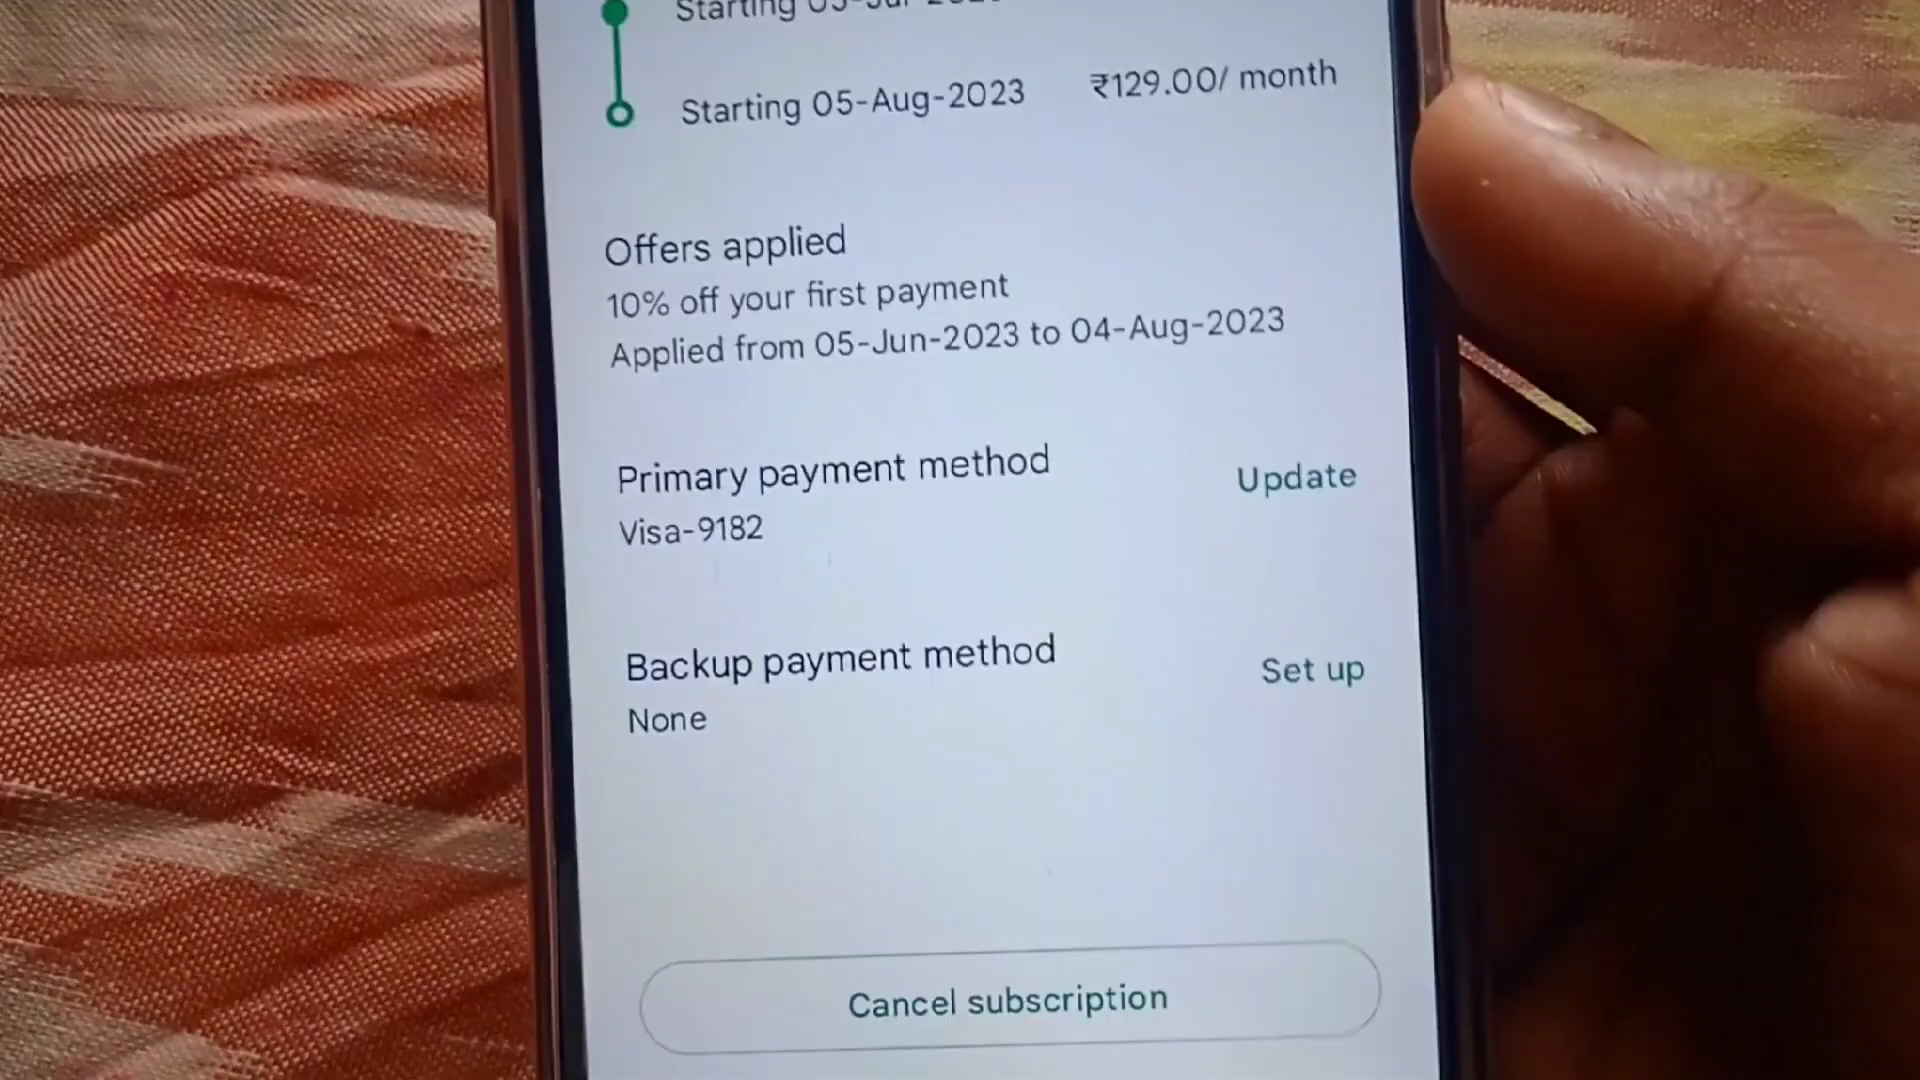 Starting
Starting 05-Aug-2023 ₹129.00/ month
Offers applied
10% off your first payment
Applied from 05-Jun-2023 to 04-Aug-2023
Primary payment method Update
Visa-9182
Backup payment method Set up
None
Cancel subscription